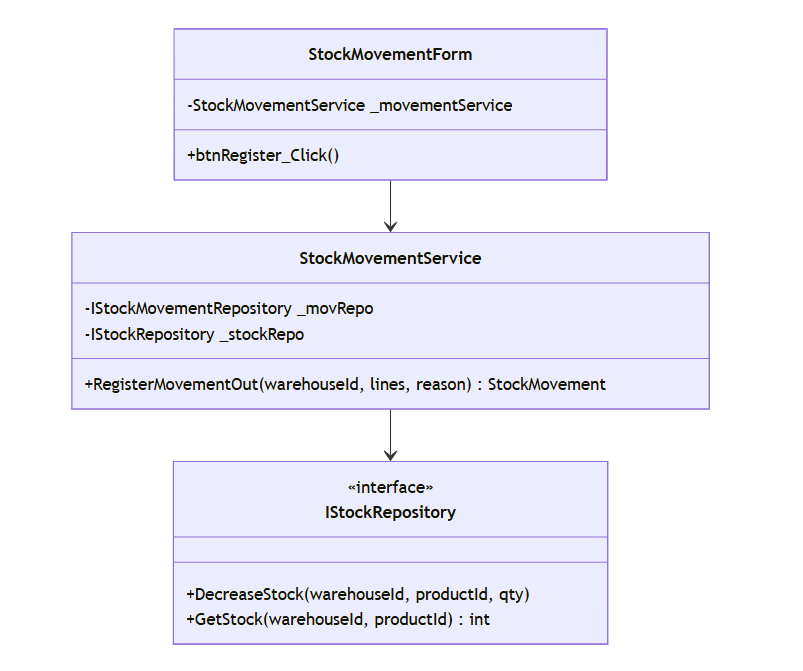 StockMovementForm
-StockMovementService _movementService
+btnRegister_Click()
StockMovementService
-IStockMovementRepository _movRepo
-IStockRepository _stockRepo
+RegisterMovementOut(warehouseId, lines, reason) : StockMovement
«interface»
IStockRepository
+DecreaseStock(warehouseId, productId, qty)
+GetStock(warehouseId, productId) : int